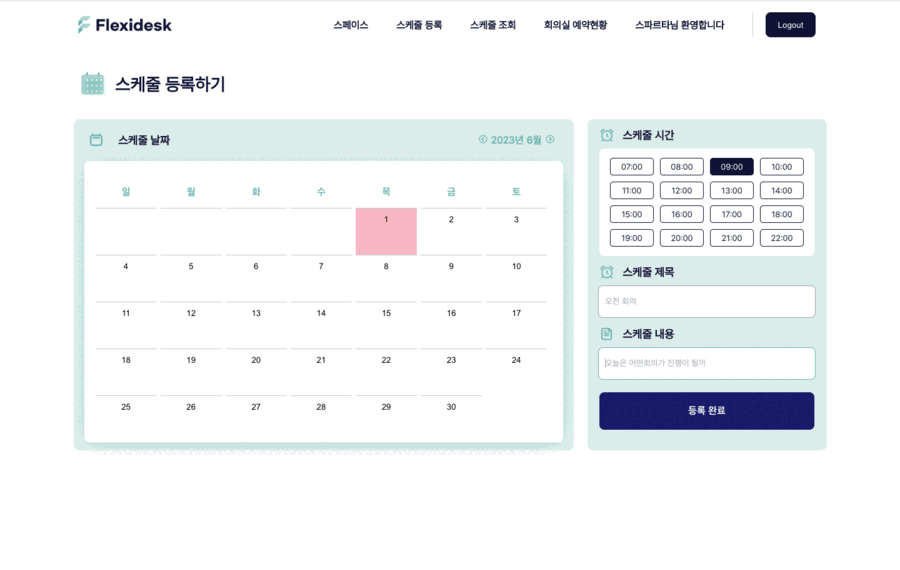 Flexidesk
스페이스 스케줄 등록 스케줄 조회 회의실 예약현황 스파르타님 환영합니다 Logout
스케줄 등록하기
스케줄 날짜 2023년 6월
일 월 화 수 목 금 토
1 2 3
4 5 6 7 8 9 10
11 12 13 14 15 16 17
18 19 20 21 22 23 24
25 26 27 28 29 30
스케줄 시간
07:00 08:00 09:00 10:00
11:00 12:00 13:00 14:00
15:00 16:00 17:00 18:00
19:00 20:00 21:00 22:00
스케줄 제목
오전 회의
스케줄 내용
오늘은 어떤회의가 진행이 될까
등록 완료